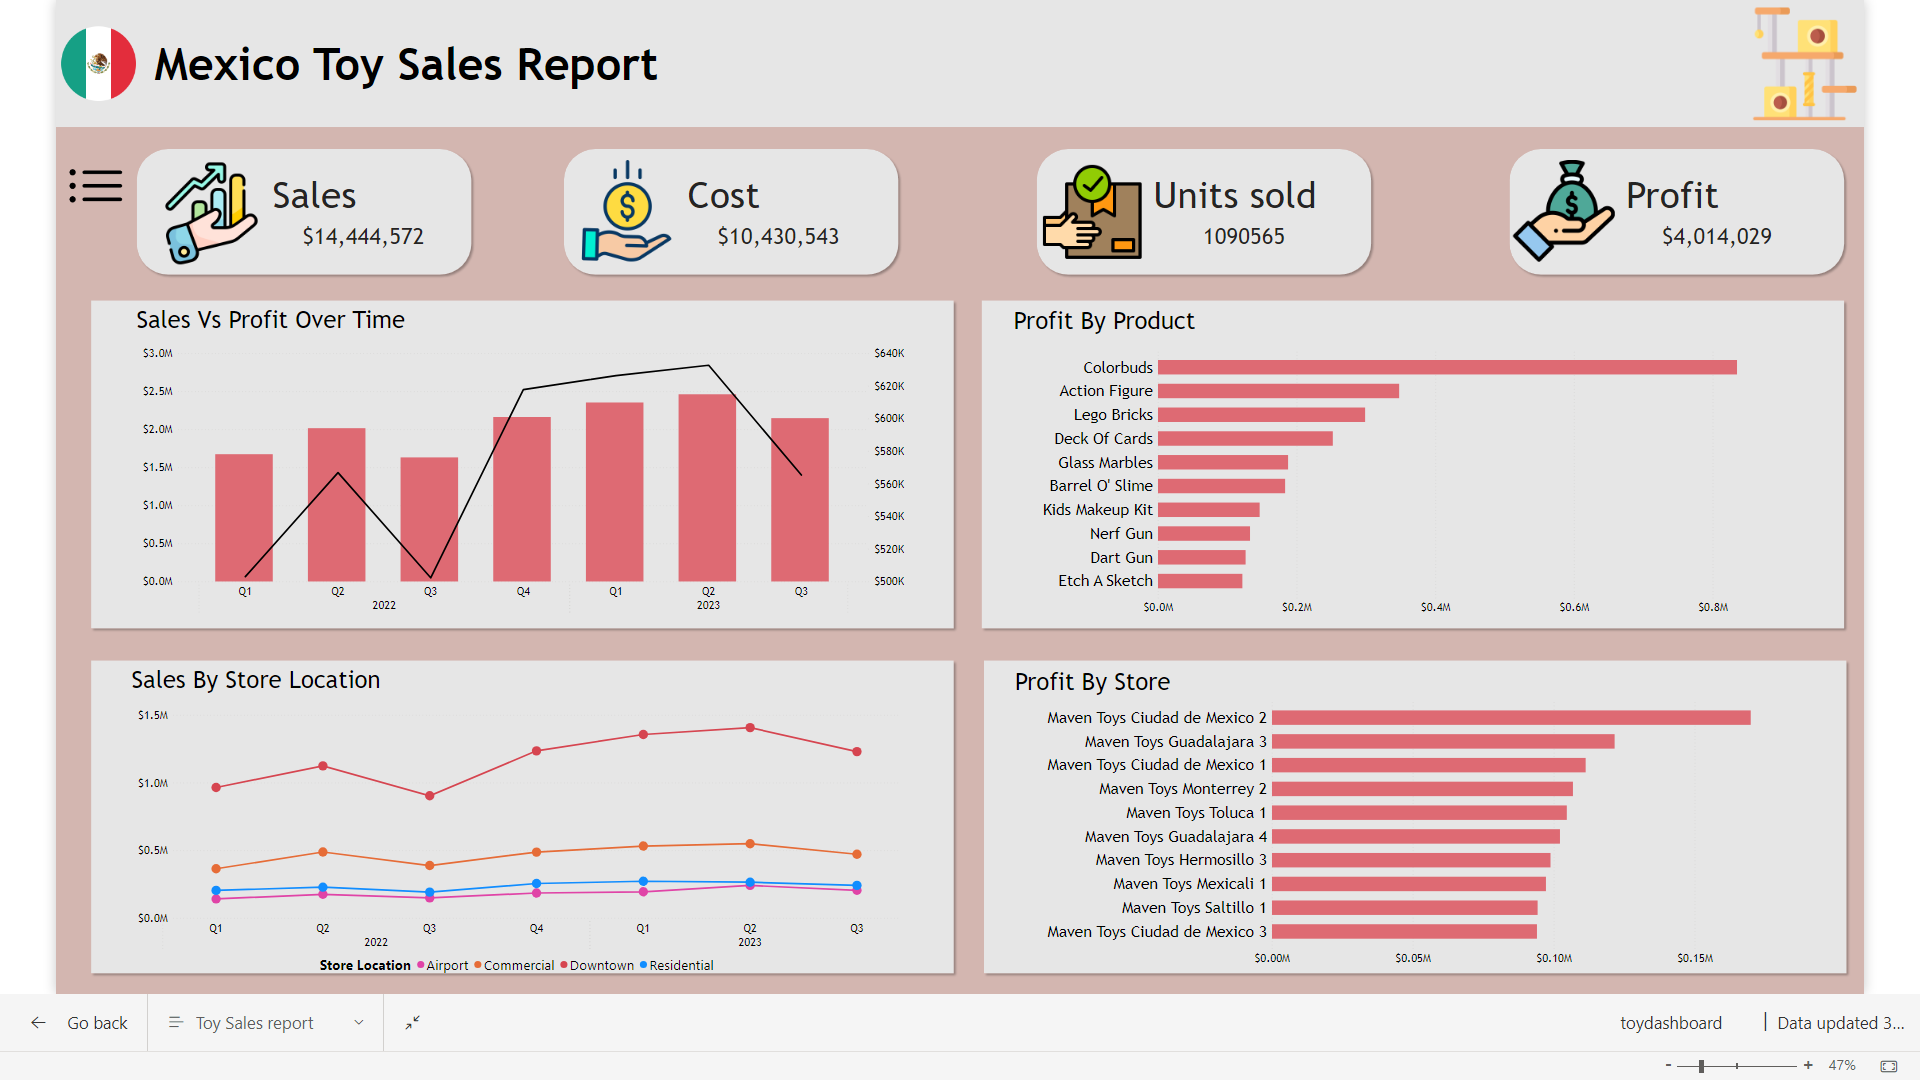 Mexico Toy Sales Report
Sales
$14,444,572
Cost
$10,430,543
Units sold
1090565
Profit
$4,014,029
Sales Vs Profit Over Time
$3.0M
$2.5M
$2.0M
$1.5M
$1.0M
$0.5M
$0.0M
$640K
$620K
$600K
$580K
$560K
$540K
$520K
$500K
Q1 Q2 Q3 Q4 Q1 Q2 Q3
2022 2023
Profit By Product
Colorbuds
Action Figure
Lego Bricks
Deck Of Cards
Glass Marbles
Barrel O' Slime
Kids Makeup Kit
Nerf Gun
Dart Gun
Etch A Sketch
$0.0M $0.2M $0.4M $0.6M $0.8M
Sales By Store Location
$1.5M
$1.0M
$0.5M
$0.0M
Q1 Q2 Q3 Q4 Q1 Q2 Q3
2022 2023
Store Location Airport Commercial Downtown Residential
Profit By Store
Maven Toys Ciudad de Mexico 2
Maven Toys Guadalajara 3
Maven Toys Ciudad de Mexico 1
Maven Toys Monterrey 2
Maven Toys Toluca 1
Maven Toys Guadalajara 4
Maven Toys Hermosillo 3
Maven Toys Mexicali 1
Maven Toys Saltillo 1
Maven Toys Ciudad de Mexico 3
$0.00M $0.05M $0.10M $0.15M
Go back
Toy Sales report
toydashboard
| Data updated 3...
- + 47%